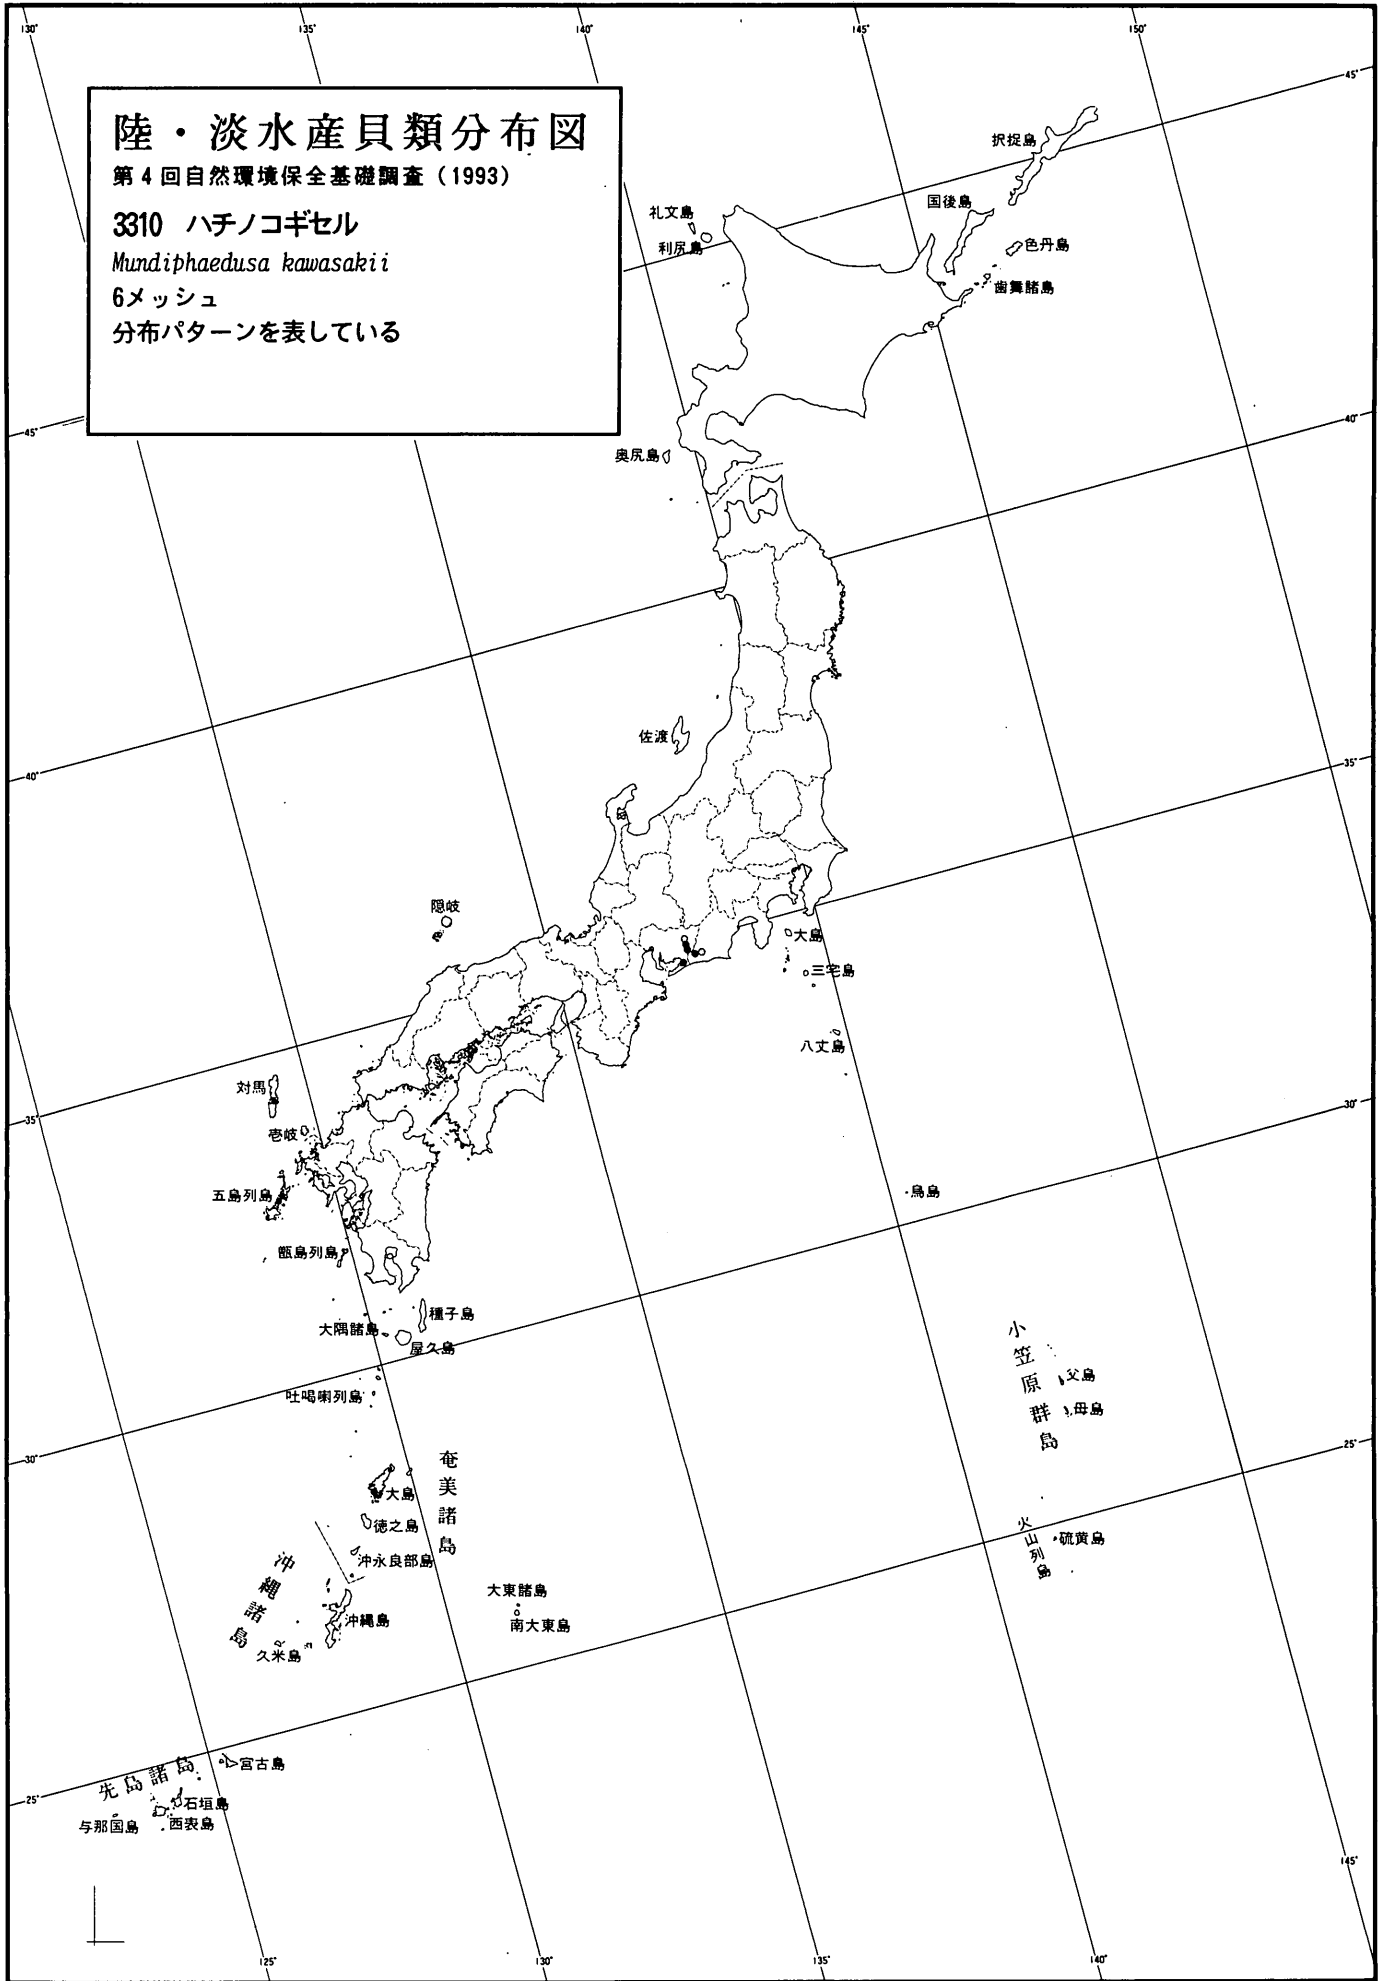 130°
135°
140°
145°
150°
45°
陸・淡水産貝類分布図
第4回自然環境保全基礎調査（1993）
3310 ハチノコギセル
Mundiphaedusa kawasakii
6メッシュ
分布パターンを表している
択捉島
国後島
礼文島
利尻島
色丹島
歯舞諸島
45°
40°
奥尻島
佐渡
40°
35°
隠岐
大島
三宅島
八丈島
対馬
35°
壱岐
30°
五島列島
鳥島
甑島列島
種子島
大隅諸島
屋久島
小笠原群島
父島
吐噶喇列島
母島
30°
25°
奄美諸島
大島
徳之島
火山列島
硫黄島
沖永良部島
沖縄諸島
大東諸島
沖縄島
南大東島
久米島
宮古島
先島諸島
石垣島
25°
与那国島
西表島
145°
125°
130°
135°
140°